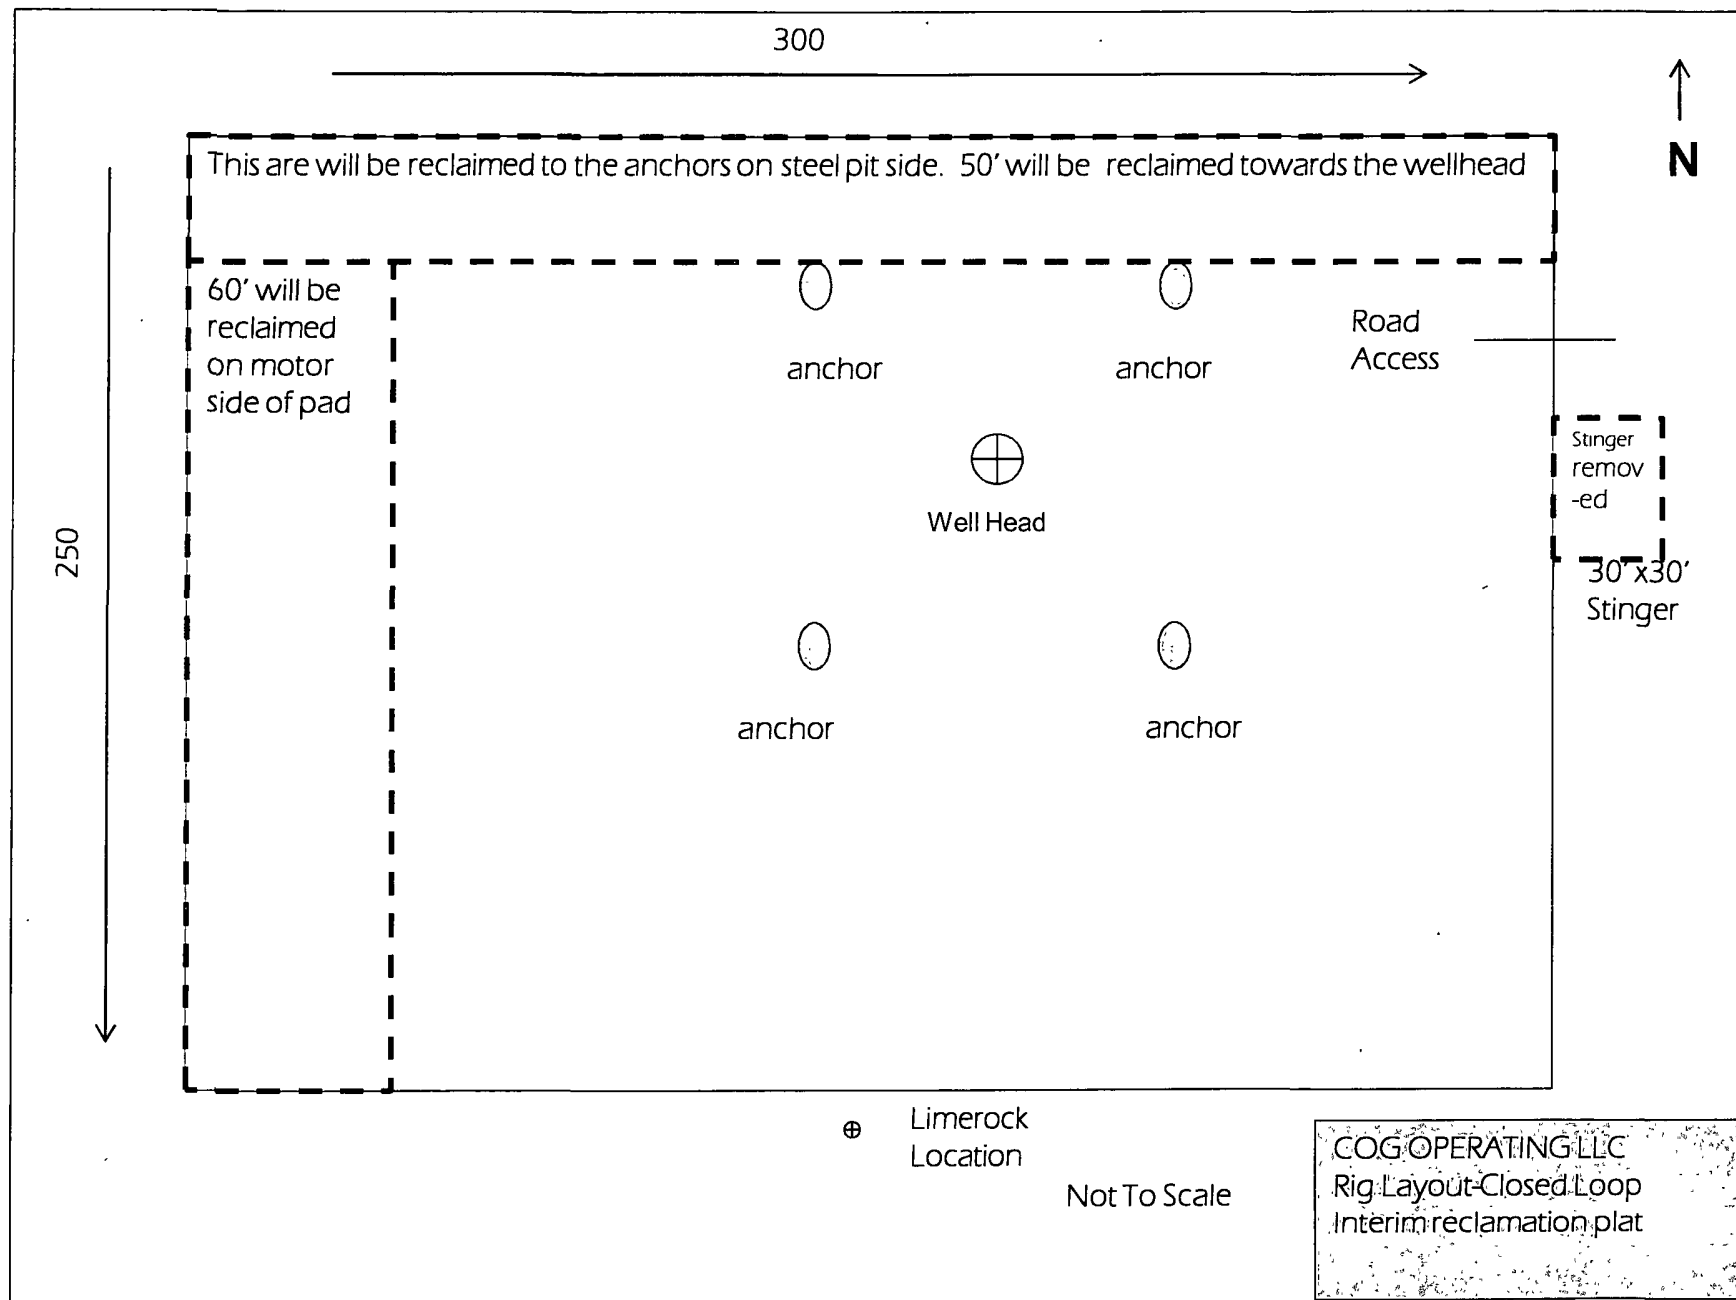 300
N
This are will be reclaimed to the anchors on steel pit side. 50' will be reclaimed towards the wellhead
60' will be
reclaimed
on motor
side of pad
anchor
anchor
Road
Access
Stinger
remov
-ed
Well Head
250
30'x30'
Stinger
anchor
anchor
Limerock
Location
Not To Scale
COG OPERATING LLC
Rig Layout-Closed Loop
Interim reclamation plat